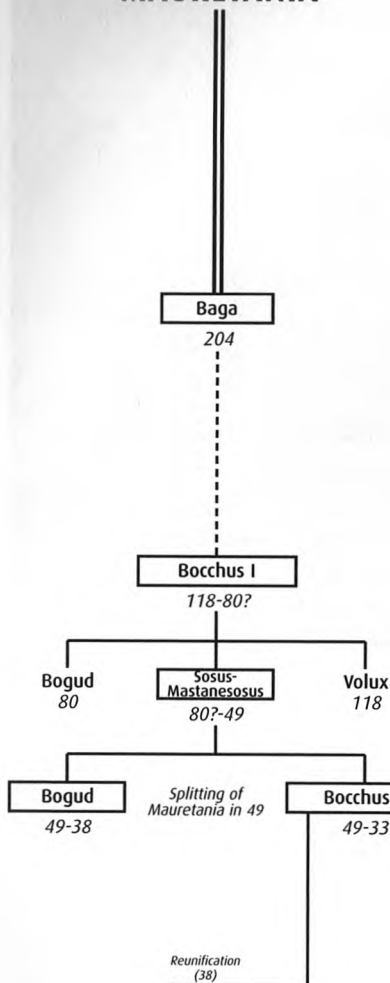 Baga
204
Bocchus I
118-80?
Bogud
80
Sosus-
Mastanesosus
80?-49
Volux
118
Bogud
49-38
Splitting of
Mauretania in 49
Bocchus
49-33
Reunification
(38)